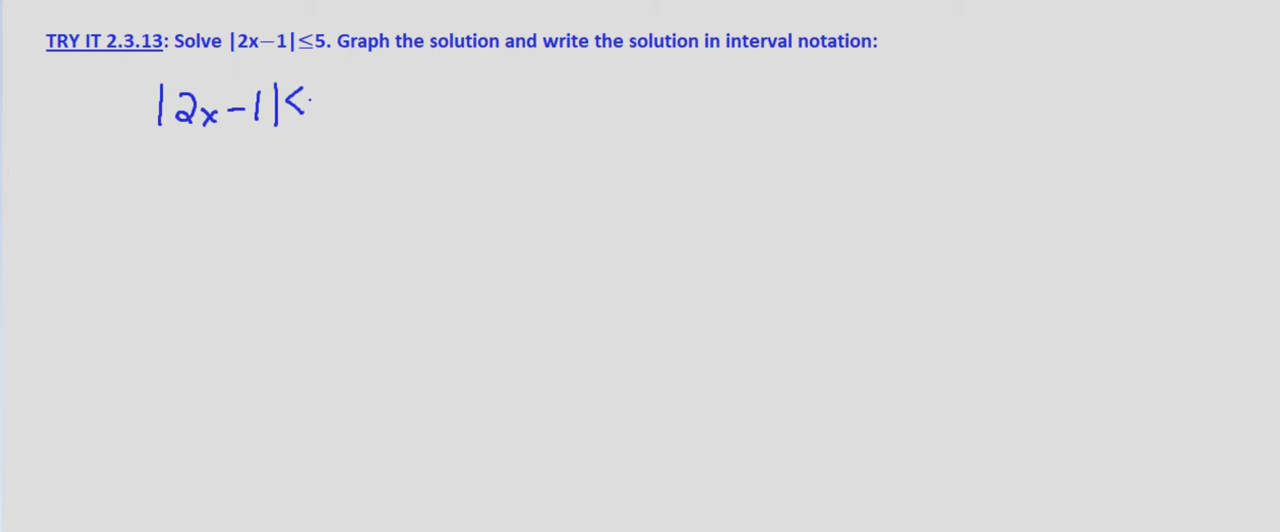 TRY IT 2.3.13: Solve |2x−1|≤5. Graph the solution and write the solution in interval notation:
|2x-1|<